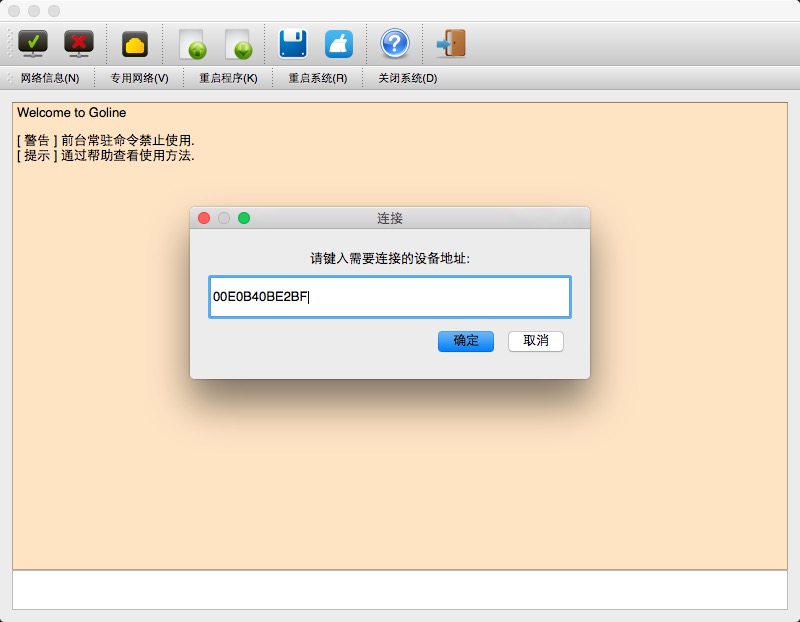 网络信息(N) 专用网络(V) 重启程序(K) 重启系统(R) 关闭系统(D)
Welcome to Goline
[ 警告 ] 前台常驻命令禁止使用.
[ 提示 ] 通过帮助查看使用方法.
连接
请键入需要连接的设备地址:
00E0B40BE2BF
确定 取消